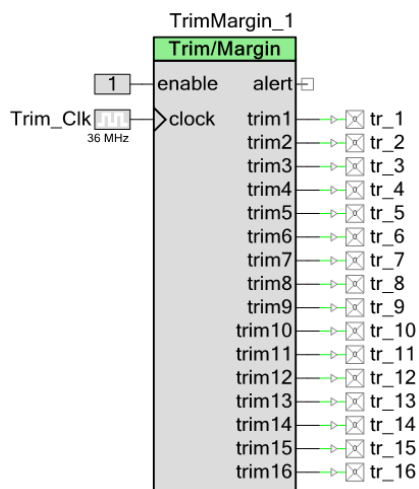 TrimMargin_1
Trim/Margin
1 enable alert
Trim_Clk clock trim1 tr_1
36 MHz
trim2 tr_2
trim3 tr_3
trim4 tr_4
trim5 tr_5
trim6 tr_6
trim7 tr_7
trim8 tr_8
trim9 tr_9
trim10 tr_10
trim11 tr_11
trim12 tr_12
trim13 tr_13
trim14 tr_14
trim15 tr_15
trim16 tr_16